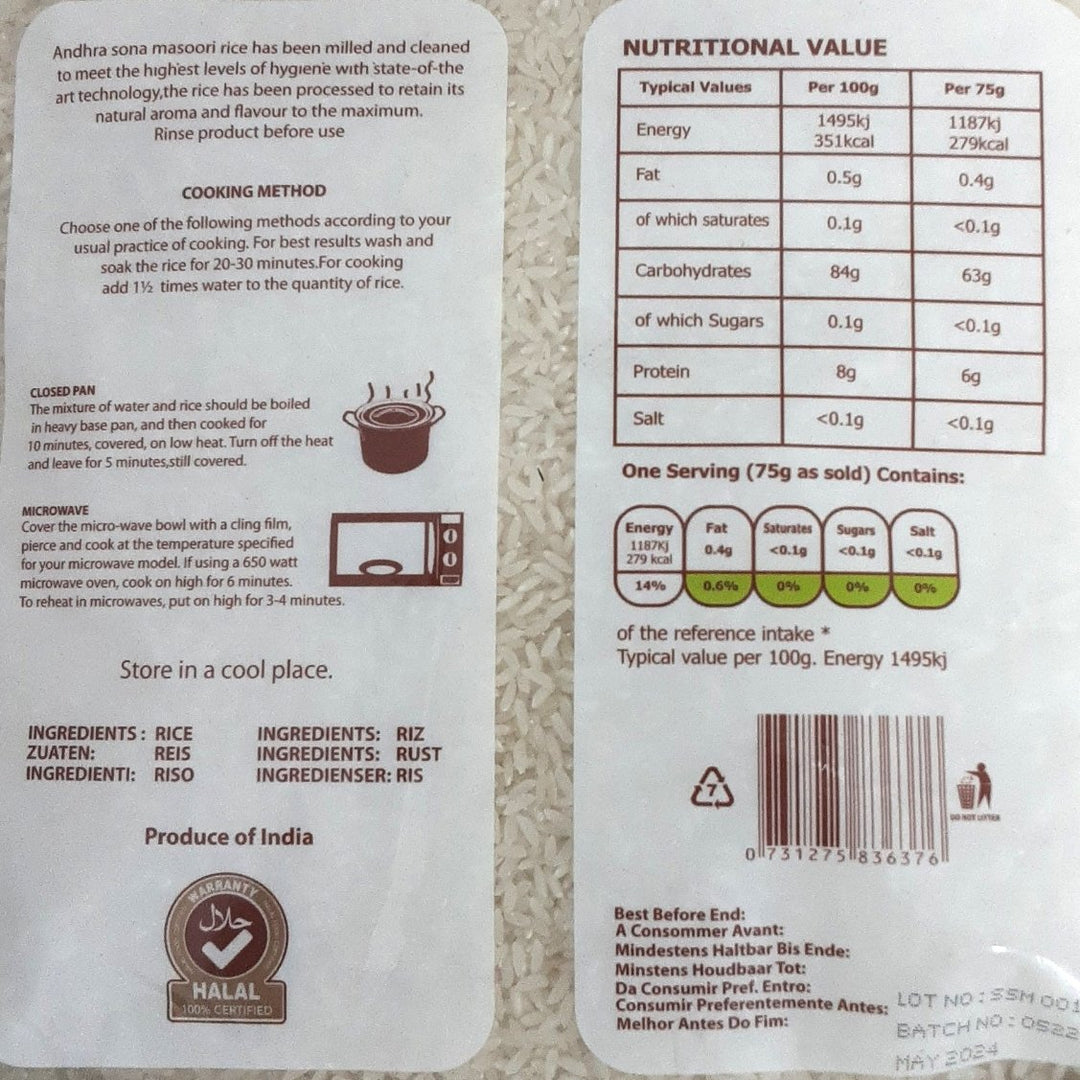 Andhra sona masoori rice has been milled and cleaned
to meet the highest levels of hygiene with state-of-the
art technology,the rice has been processed to retain its
natural aroma and flavour to the maximum.
Rinse product before use
COOKING METHOD
Choose one of the following methods according to your
usual practice of cooking. For best results wash and
soak the rice for 20-30 minutes.For cooking
add 1½ times water to the quantity of rice.
CLOSED PAN
The mixture of water and rice should be boiled
in heavy base pan, and then cooked for
10 minutes, covered, on low heat. Turn off the heat
and leave for 5 minutes,still covered.
MICROWAVE
Cover the micro-wave bowl with a cling film,
pierce and cook at the temperature specified
for your microwave model. If using a 650 watt
microwave oven, cook on high for 6 minutes.
To reheat in microwaves, put on high for 3-4 minutes.
Store in a cool place.
INGREDIENTS : RICE INGREDIENTS: RIZ
ZUATEN: REIS INGREDIENTS: RUST
INGREDIENTI: RISO INGREDIENSER: RIS
Produce of India
WARRANTY
حلال
HALAL
100% CERTIFIED
NUTRITIONAL VALUE
Typical Values Per 100g Per 75g
Energy 1495kj 1187kj
351kcal 279kcal
Fat 0.5g 0.4g
of which saturates 0.1g <0.1g
Carbohydrates 84g 63g
of which Sugars 0.1g <0.1g
Protein 8g 6g
Salt <0.1g <0.1g
One Serving (75g as sold) Contains:
Energy Fat Saturates Sugars Salt
1187Kj 0.4g <0.1g <0.1g <0.1g
279 kcal
14% 0.6% 0% 0% 0%
of the reference intake *
Typical value per 100g. Energy 1495kj
7
DO NOT LITTER
0 731275 836376
Best Before End:
A Consommer Avant:
Mindestens Haltbar Bis Ende:
Minstens Houdbaar Tot:
Da Consumir Pref. Entro:
Consumir Preferentemente Antes:
Melhor Antes Do Fim:
LOT NO : SSM 001
BATCH NO : 0522
MAY 2024